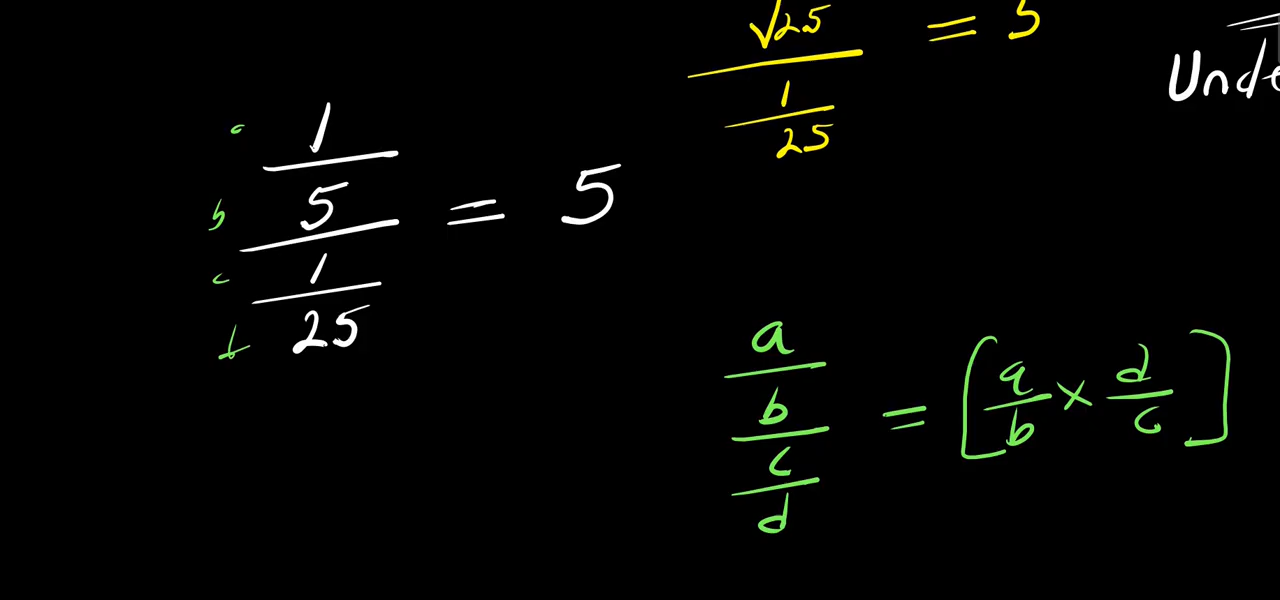 √25
1
25
= 5
Unde
a
1
b
5
c
1
25
= 5
a
b
c
d
= [a/b × d/c]